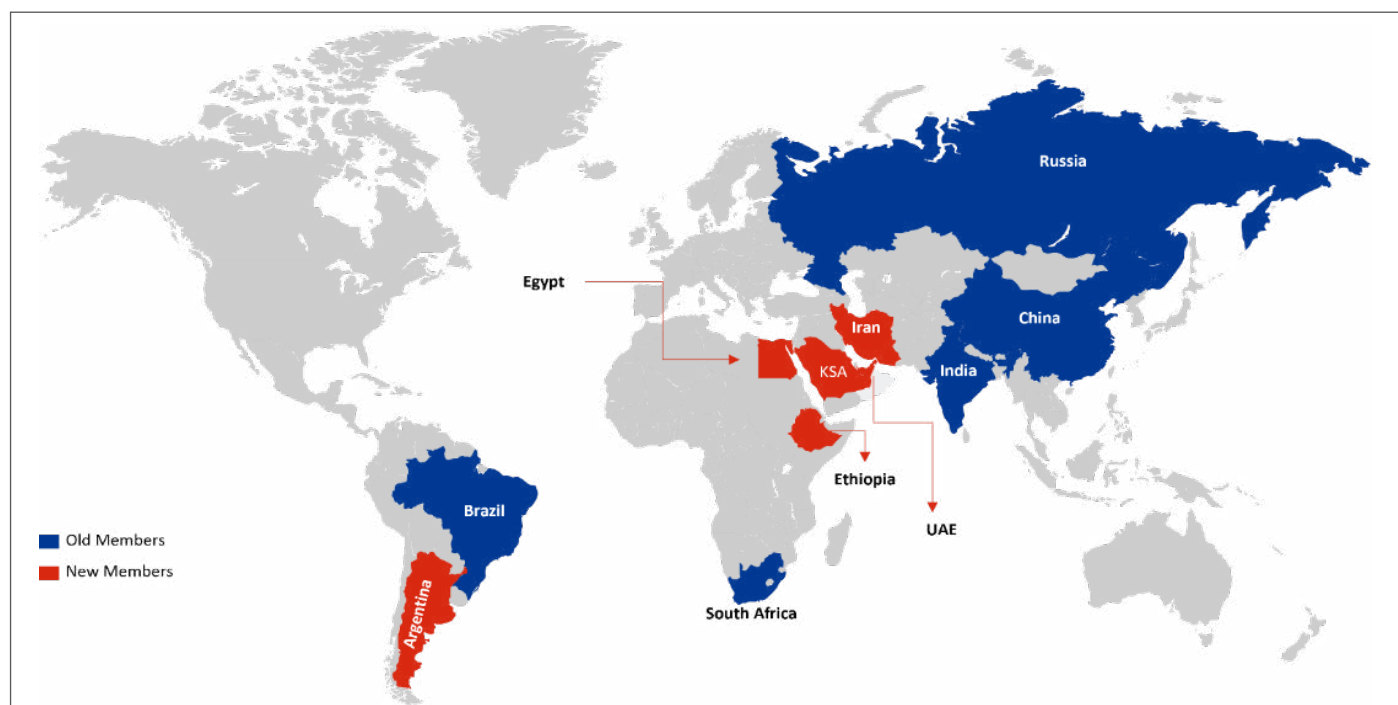 Russia
Egypt
China
Iran
KSA
India
Ethiopia
Brazil
UAE
Old Members
New Members
Argentina
South Africa